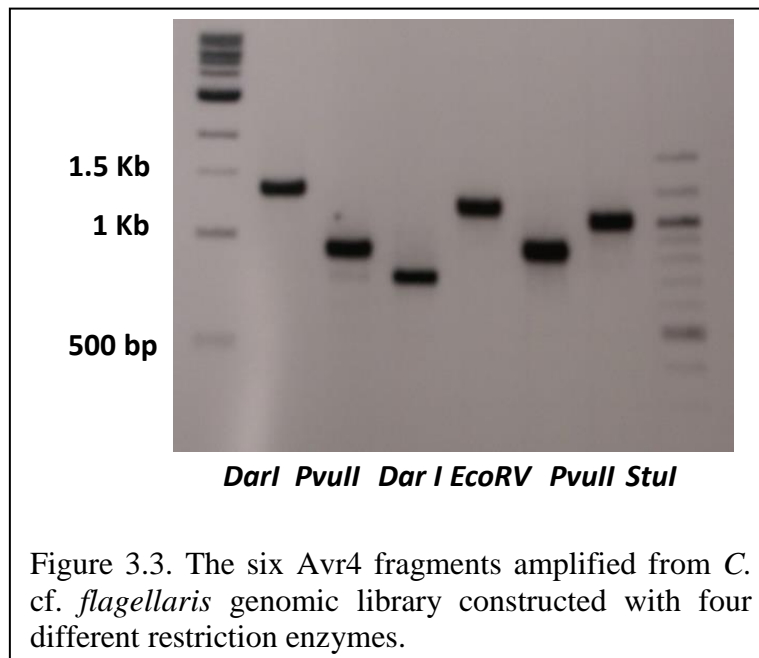 1.5 Kb
1 Kb
500 bp
DarI PvuII Dar I EcoRV PvuII StuI
Figure 3.3. The six Avr4 fragments amplified from C.
cf. flagellaris genomic library constructed with four
different restriction enzymes.